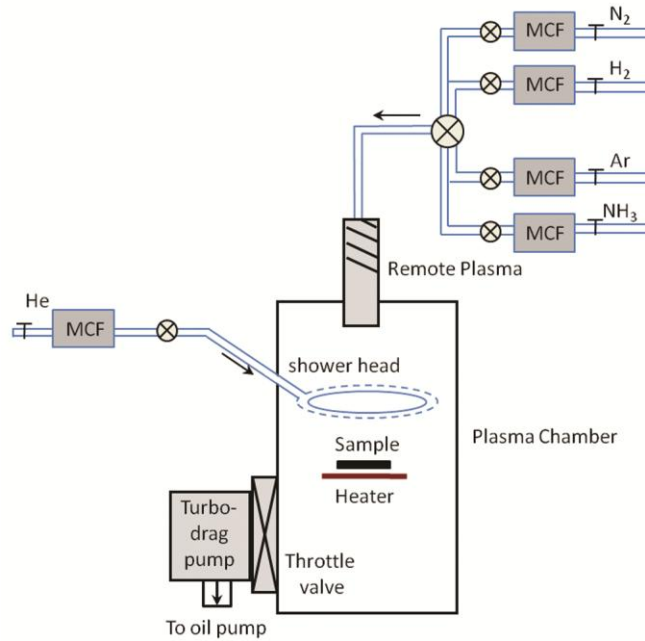 N2
MCF
H2
MCF
Ar
MCF
NH3
MCF
Remote Plasma
He
MCF
shower head
Plasma Chamber
Sample
Heater
Turbo-
drag
pump
Throttle
valve
To oil pump